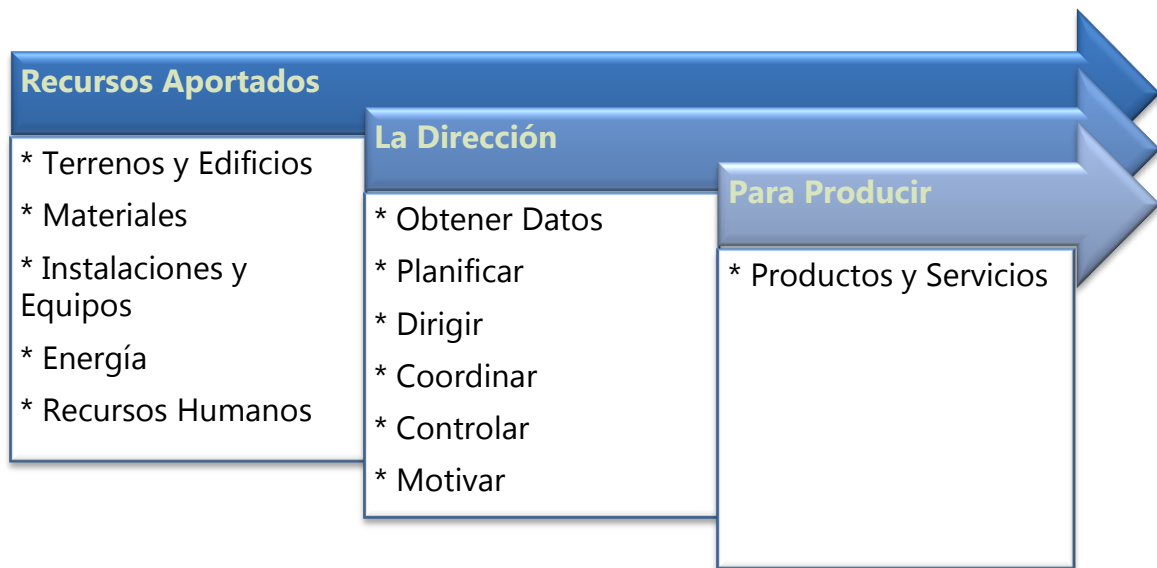 Recursos Aportados
* Terrenos y Edificios
* Materiales
* Instalaciones y
Equipos
* Energía
* Recursos Humanos
La Dirección
* Obtener Datos
* Planificar
* Dirigir
* Coordinar
* Controlar
* Motivar
Para Producir
* Productos y Servicios